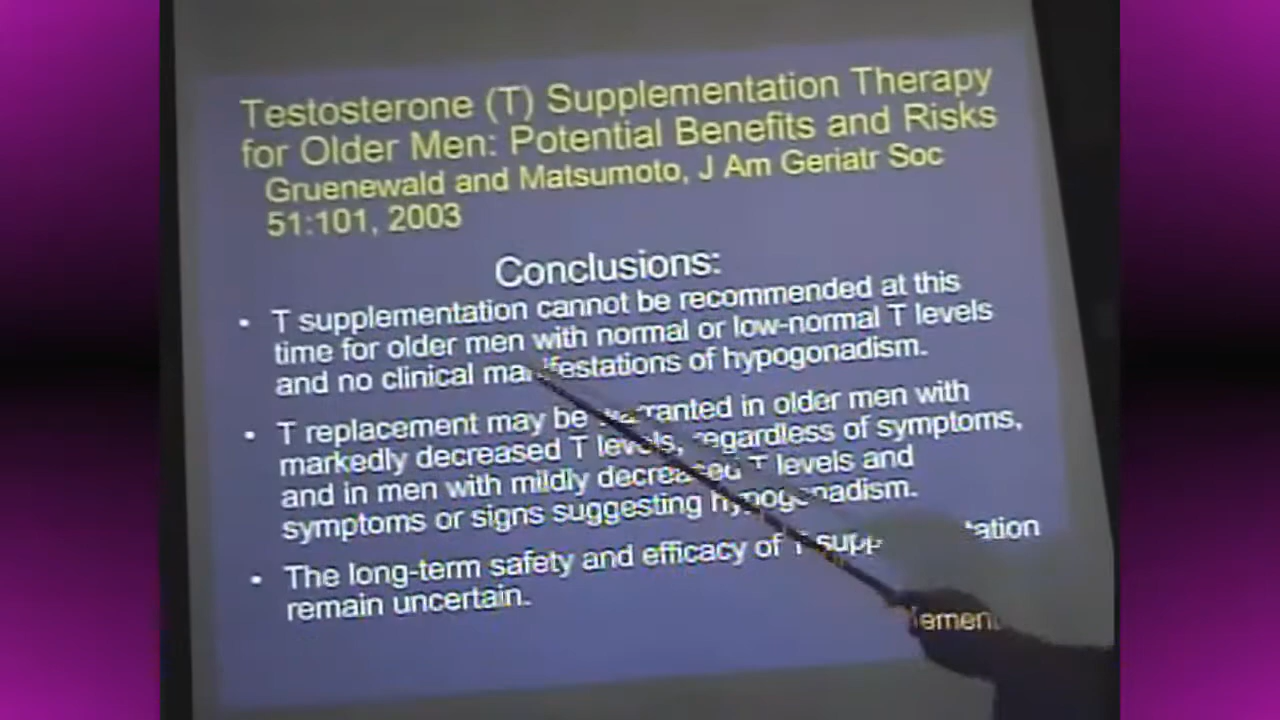 Testosterone (T) Supplementation Therapy
for Older Men: Potential Benefits and Risks
Gruenewald and Matsumoto, J Am Geriatr Soc
51:101, 2003
Conclusions:
• T supplementation cannot be recommended at this
time for older men with normal or low-normal T levels
and no clinical manifestations of hypogonadism.
• T replacement may be warranted in older men with
markedly decreased T levels, regardless of symptoms,
and in men with mildly decreased T levels and
symptoms or signs suggesting hypogonadism.
• The long-term safety and efficacy of T supplementation
remain uncertain.